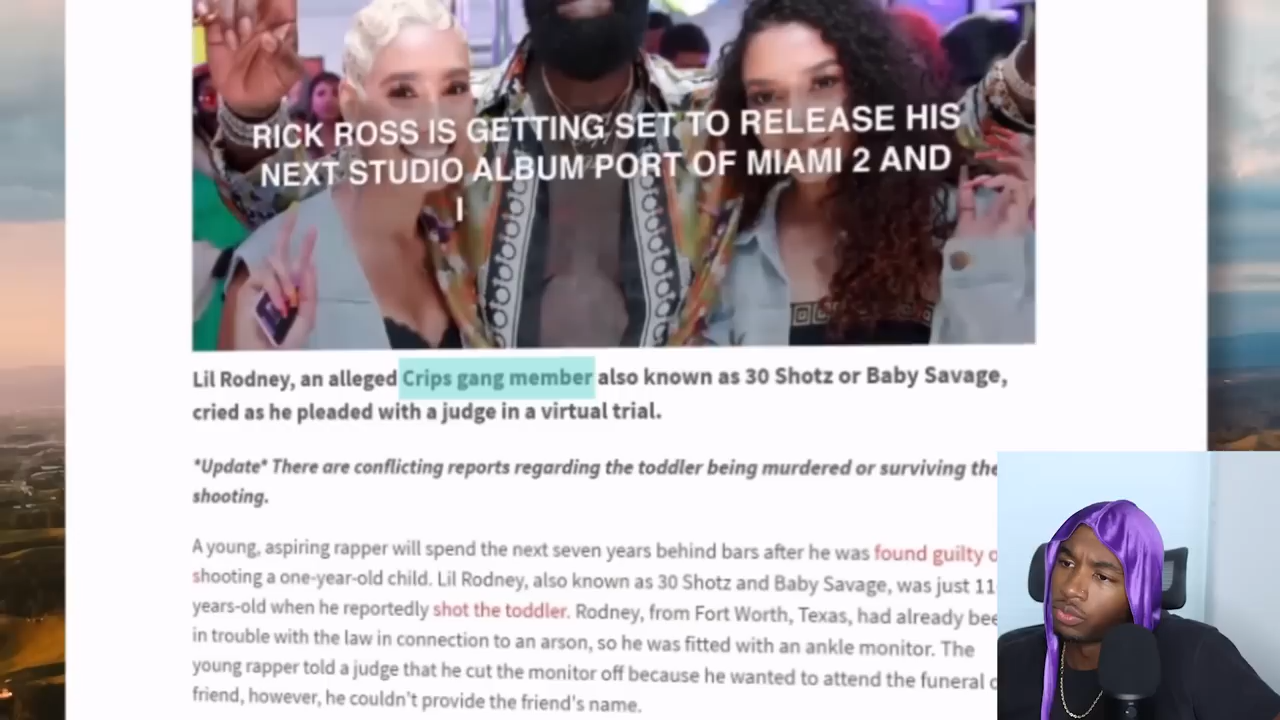 RICK ROSS IS GETTING SET TO RELEASE HIS
NEXT STUDIO ALBUM PORT OF MIAMI 2 AND
I
Lil Rodney, an alleged Crips gang member also known as 30 Shotz or Baby Savage,
cried as he pleaded with a judge in a virtual trial.
*Update* There are conflicting reports regarding the toddler being murdered or surviving the
shooting.
A young, aspiring rapper will spend the next seven years behind bars after he was found guilty
shooting a one-year-old child. Lil Rodney, also known as 30 Shotz and Baby Savage, was just 11
years-old when he reportedly shot the toddler. Rodney, from Fort Worth, Texas, had already
in trouble with the law in connection to an arson, so he was fitted with an ankle monitor. The
young rapper told a judge that he cut the monitor off because he wanted to attend the funeral
friend, however, he couldn't provide the friend's name.